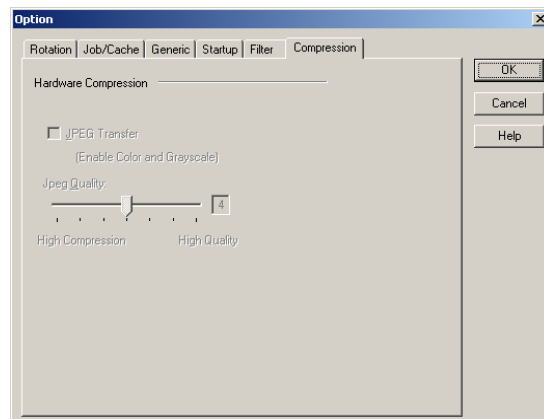 Option
Rotation Job/Cache Generic Startup Filter Compression
Hardware Compression
OK
Cancel
Help
JPEG Transfer
(Enable Color and Grayscale)
Jpeg Quality:
4
High Compression High Quality